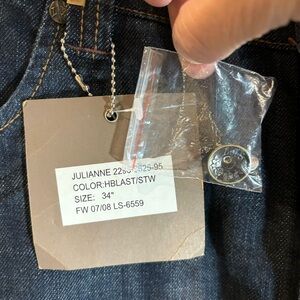 JULIANNE
COLOR:HBLAST/STW
SIZE: 34"
FW 07/08 LS-6559